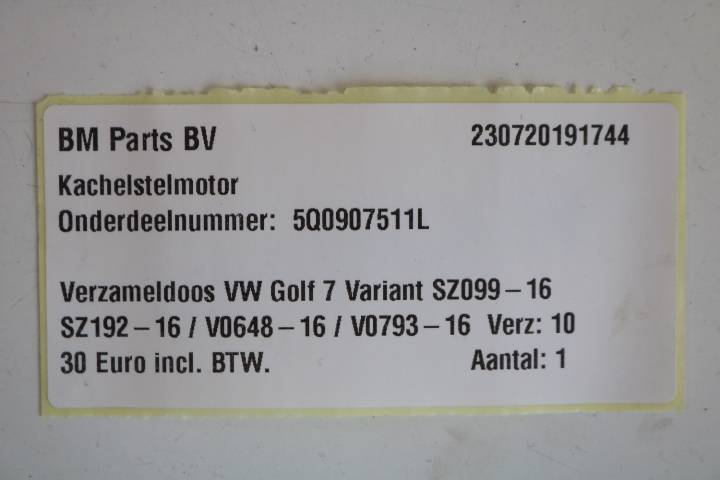 BM Parts BV 230720191744
Kachelstelmotor
Onderdeelnummer: 5Q0907511L
Verzameldoos VW Golf 7 Variant SZ099-16
SZ192-16 / V0648-16 / V0793-16 Verz: 10
30 Euro incl. BTW. Aantal: 1